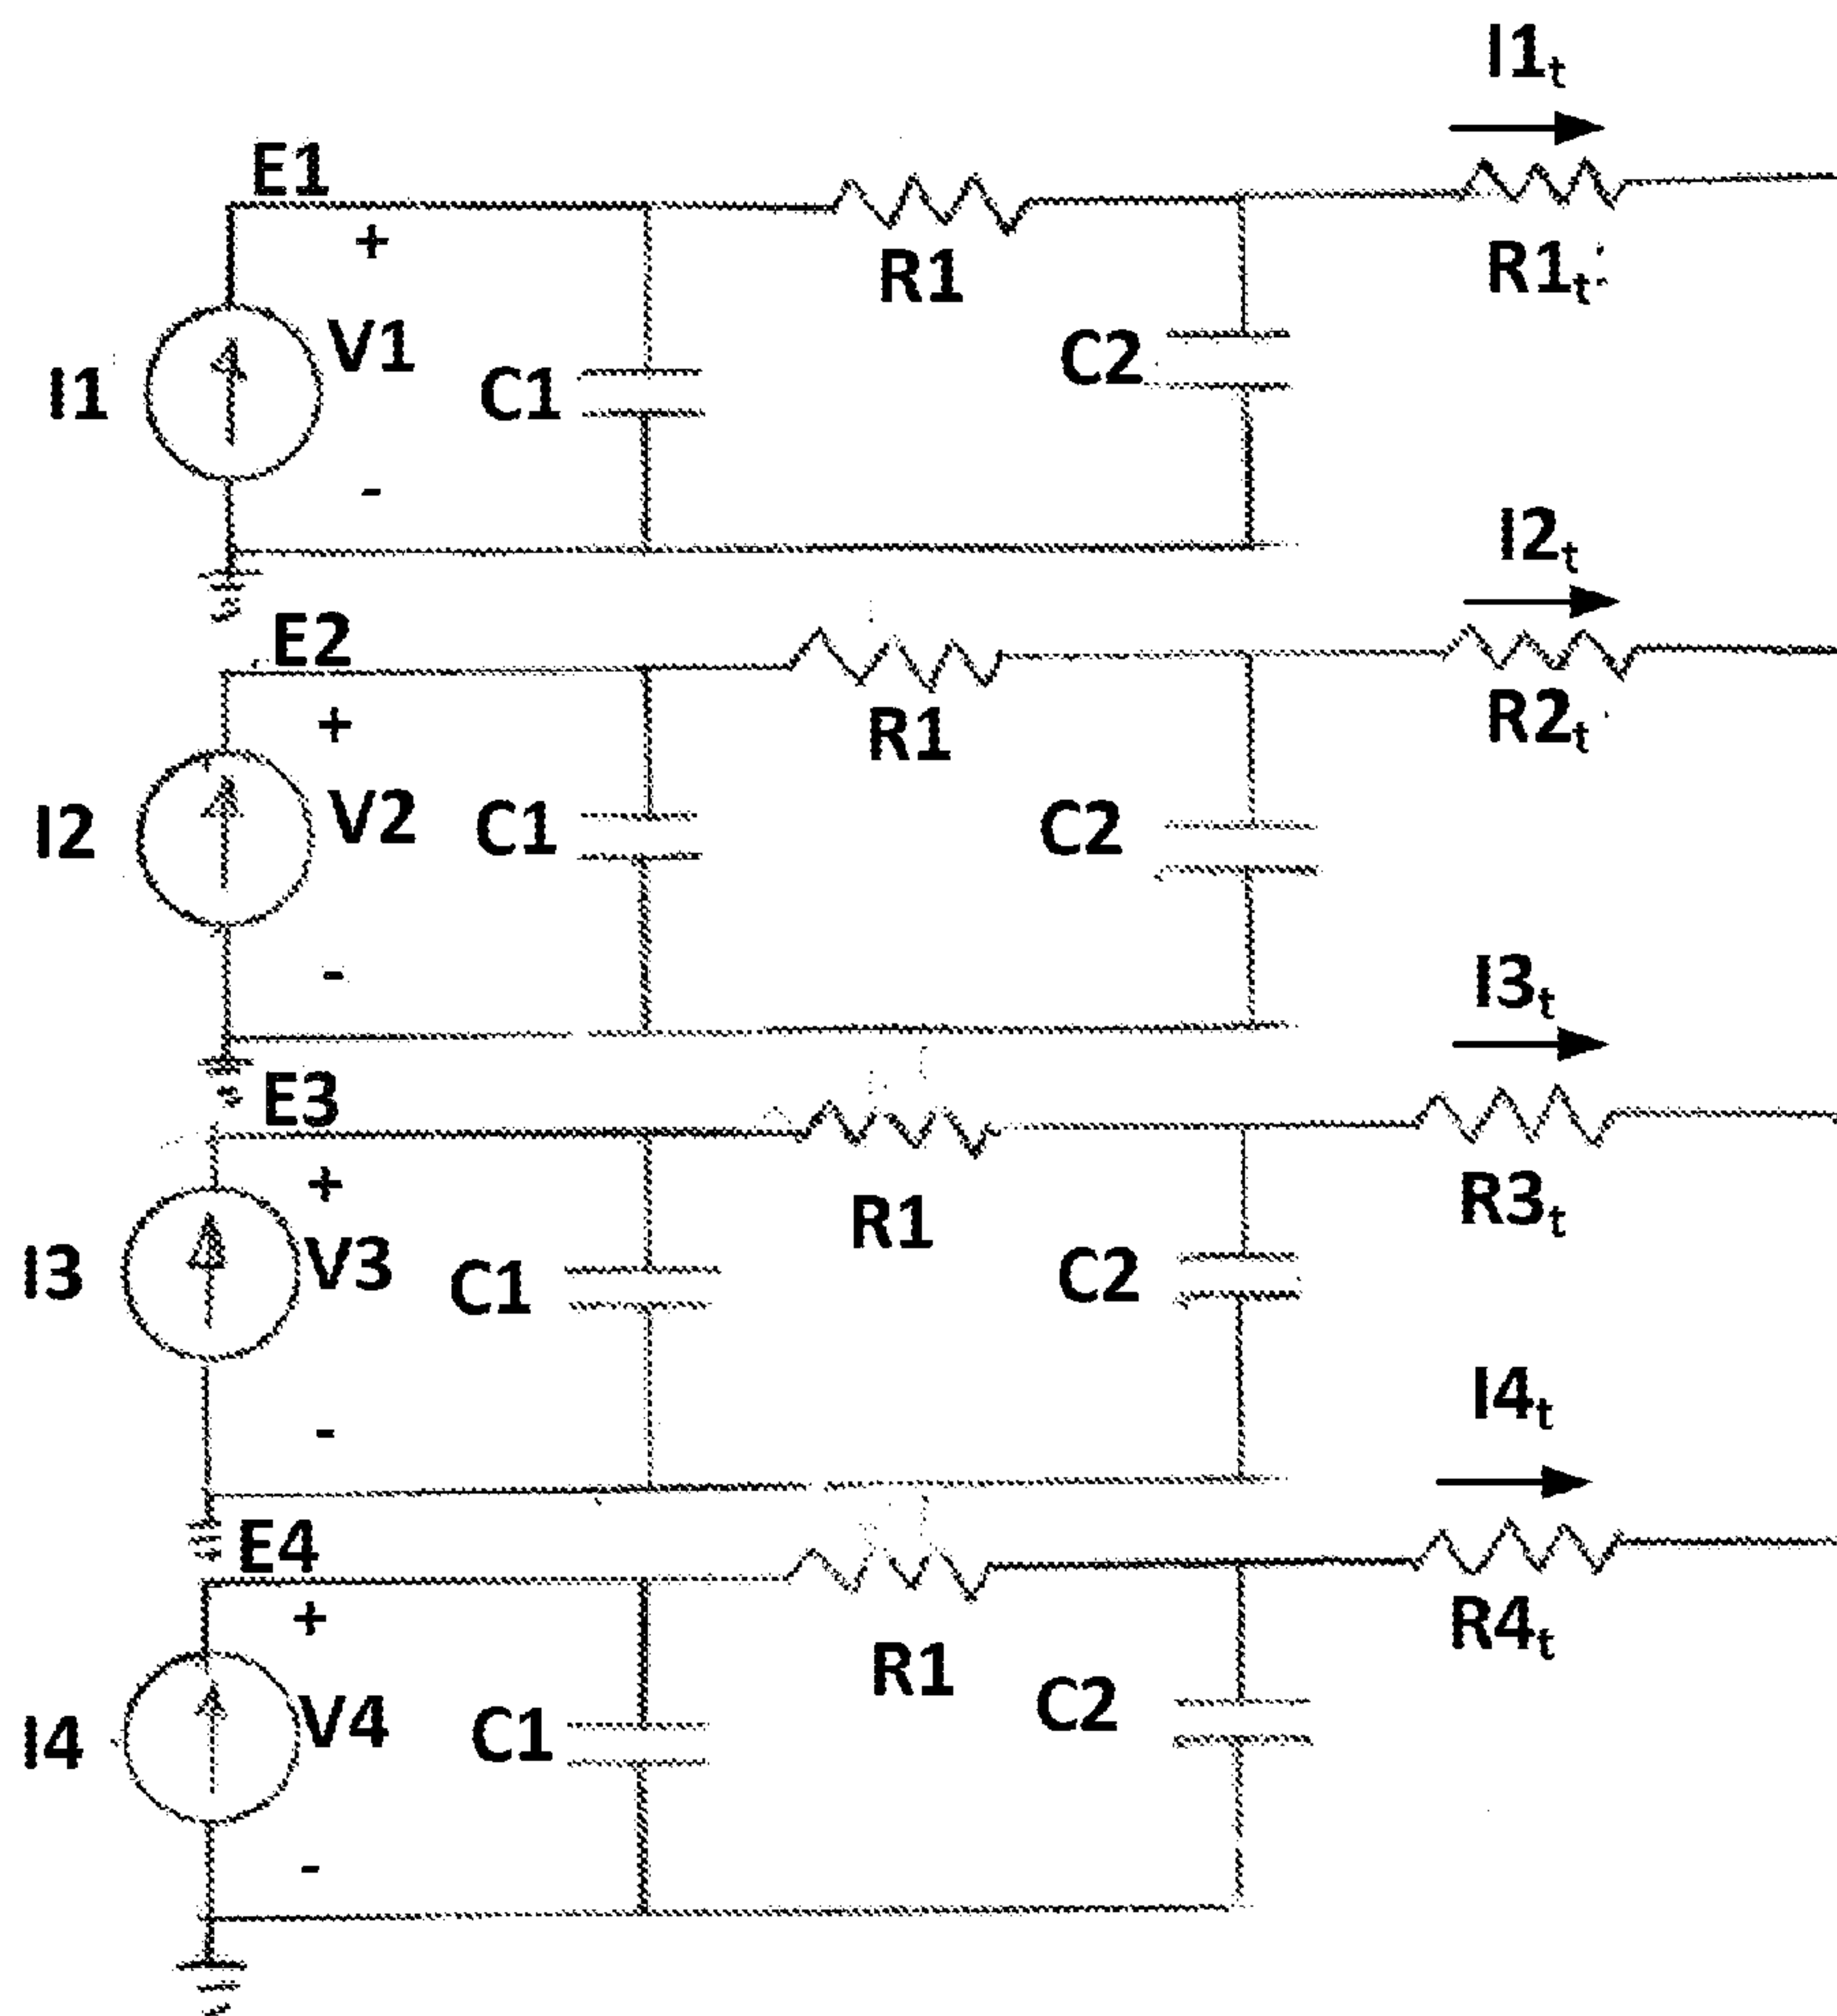 I1t
E1
+
R1
R1t
V1
C2
I1
C1
-
I2t
E2
+
R1
R2t
V2
I2
C1
C2
-
I3t
E3
+
R1
R3t
V3
I3
C1
C2
-
I4t
E4
+
R1
R4t
V4
I4
C1
C2
-